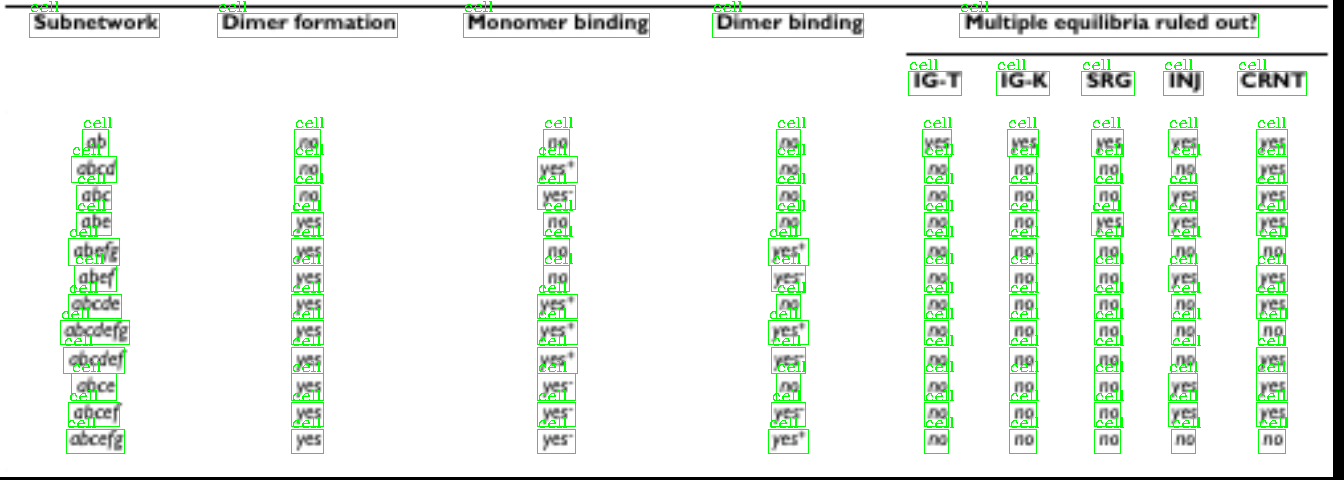 Subnetwork Dimer formation Monomer binding Dimer binding Multiple equilibria ruled out?
IG-T IG-K SRG INJ CRNT
ab no no no yes yes yes yes yes
abcd no yes+ no no no no no yes
abc no yes- no no no no yes yes
abe yes no no no no yes yes yes
abefg yes no yes+ no no no no no
abef yes no yes- no no no yes yes
abcde yes yes+ no no no no no yes
abcdefg yes yes+ yes+ no no no no no
abcdef yes yes+ yes- no no no no yes
abce yes yes- no no no no yes yes
abcef yes yes- yes- no no no yes yes
abcefg yes yes- yes+ no no no no no